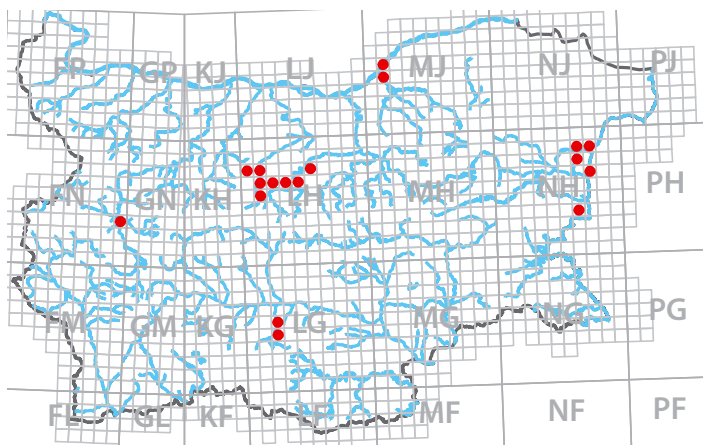 FP GP KJ LJ MJ NJ PJ
FN GN KH LH MH NH PH
FM GM KG LG MG NG PG
FL GL KF LF MF NF PF